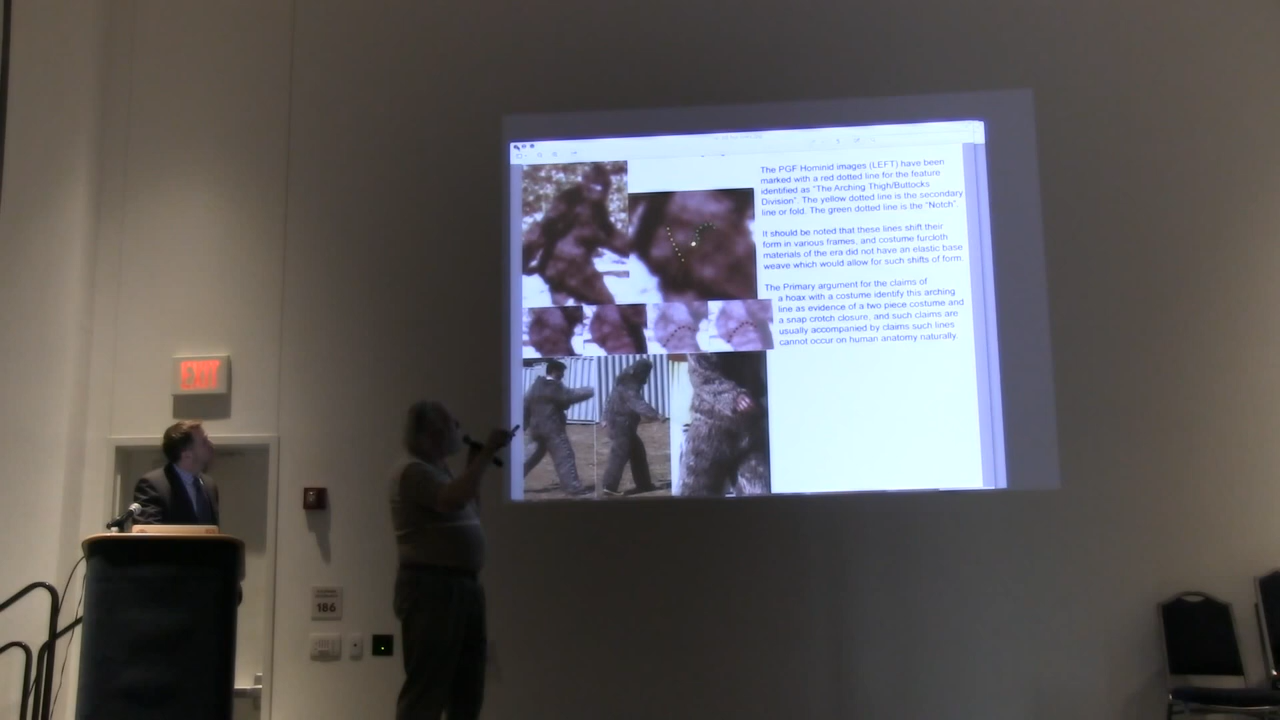 The PGF Hominid images (LEFT) have been
marked with a red dotted line for the feature
identified as "The Arching Thigh/Buttocks
Division". The yellow dotted line is the secondary
line or fold. The green dotted line is the "Notch".
It should be noted that these lines shift their
form in various frames, and costume furcloth
materials of the era did not have an elastic base
weave which would allow for such shifts of form.
The Primary argument for the claims of
a hoax with a costume identify this arching
line as evidence of a two piece costume and
a snap crotch closure, and such claims are
usually accompanied by claims such lines
cannot occur on human anatomy naturally.
EXIT
186